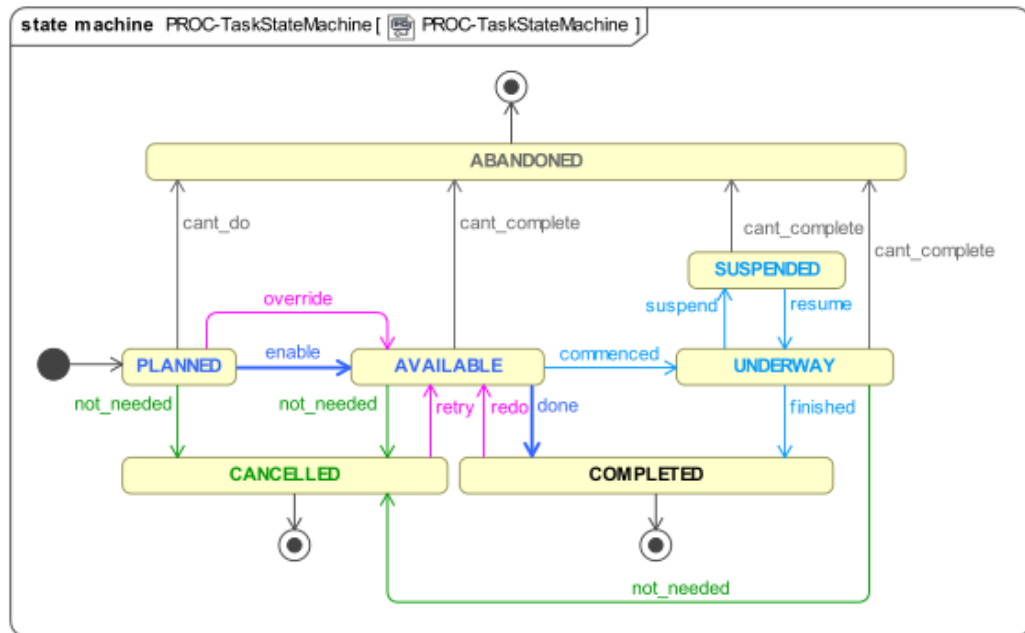 state machine PROC-TaskStateMachine [ PROC-TaskStateMachine ]
ABANDONED
cant_do
cant_complete
cant_complete
cant_complete
SUSPENDED
override
suspend
resume
enable
commenced
PLANNED
AVAILABLE
UNDERWAY
not_needed
not_needed
retry
redo
done
finished
CANCELLED
COMPLETED
not_needed